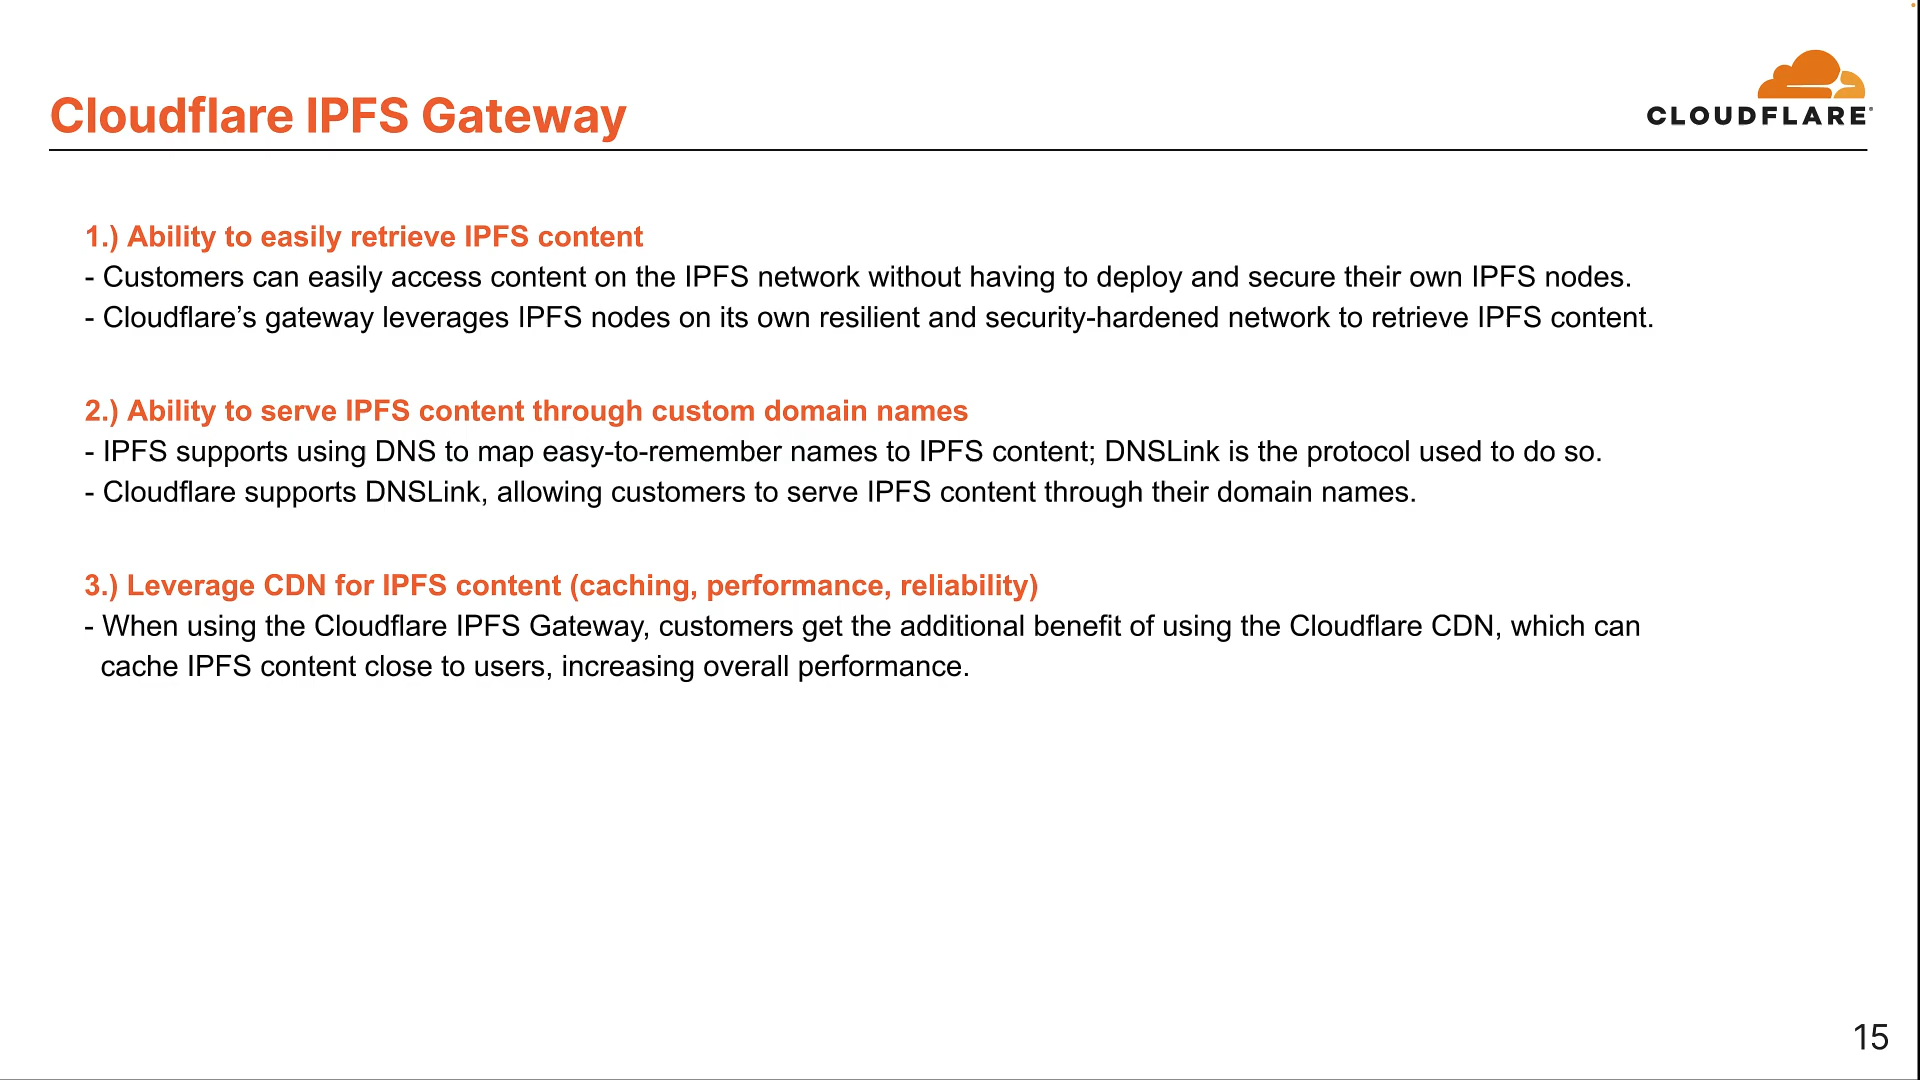 Cloudflare IPFS Gateway
CLOUDFLARE
1.) Ability to easily retrieve IPFS content
- Customers can easily access content on the IPFS network without having to deploy and secure their own IPFS nodes.
- Cloudflare’s gateway leverages IPFS nodes on its own resilient and security-hardened network to retrieve IPFS content.
2.) Ability to serve IPFS content through custom domain names
- IPFS supports using DNS to map easy-to-remember names to IPFS content; DNSLink is the protocol used to do so.
- Cloudflare supports DNSLink, allowing customers to serve IPFS content through their domain names.
3.) Leverage CDN for IPFS content (caching, performance, reliability)
- When using the Cloudflare IPFS Gateway, customers get the additional benefit of using the Cloudflare CDN, which can
cache IPFS content close to users, increasing overall performance.
15